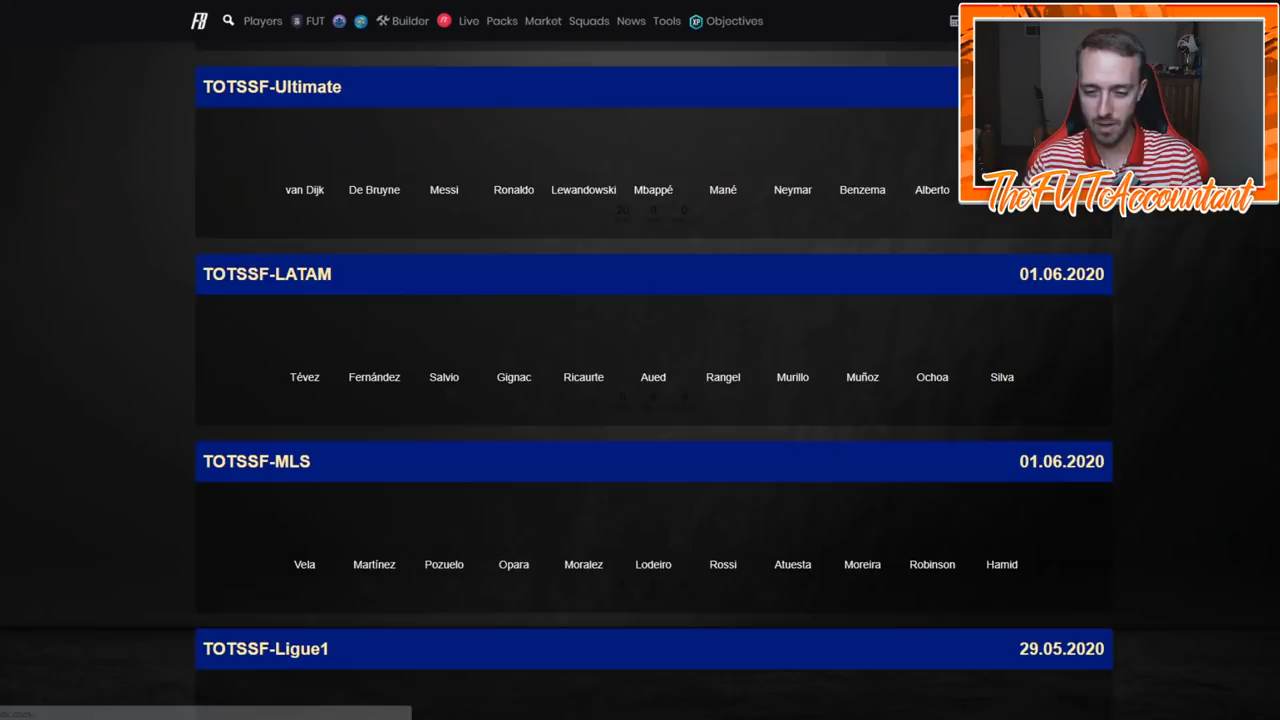 FB Players FUT Builder Live Packs Market Squads News Tools XP Objectives
TheFUTAccountant
TOTSSF-Ultimate
van Dijk De Bruyne Messi Ronaldo Lewandowski Mbappé Mané Neymar Benzema Alberto
TOTSSF-LATAM 01.06.2020
Tévez Fernández Salvio Gignac Ricaurte Aued Rangel Murillo Muñoz Ochoa Silva
TOTSSF-MLS 01.06.2020
Vela Martínez Pozuelo Opara Moralez Lodeiro Rossi Atuesta Moreira Robinson Hamid
TOTSSF-Ligue1 29.05.2020